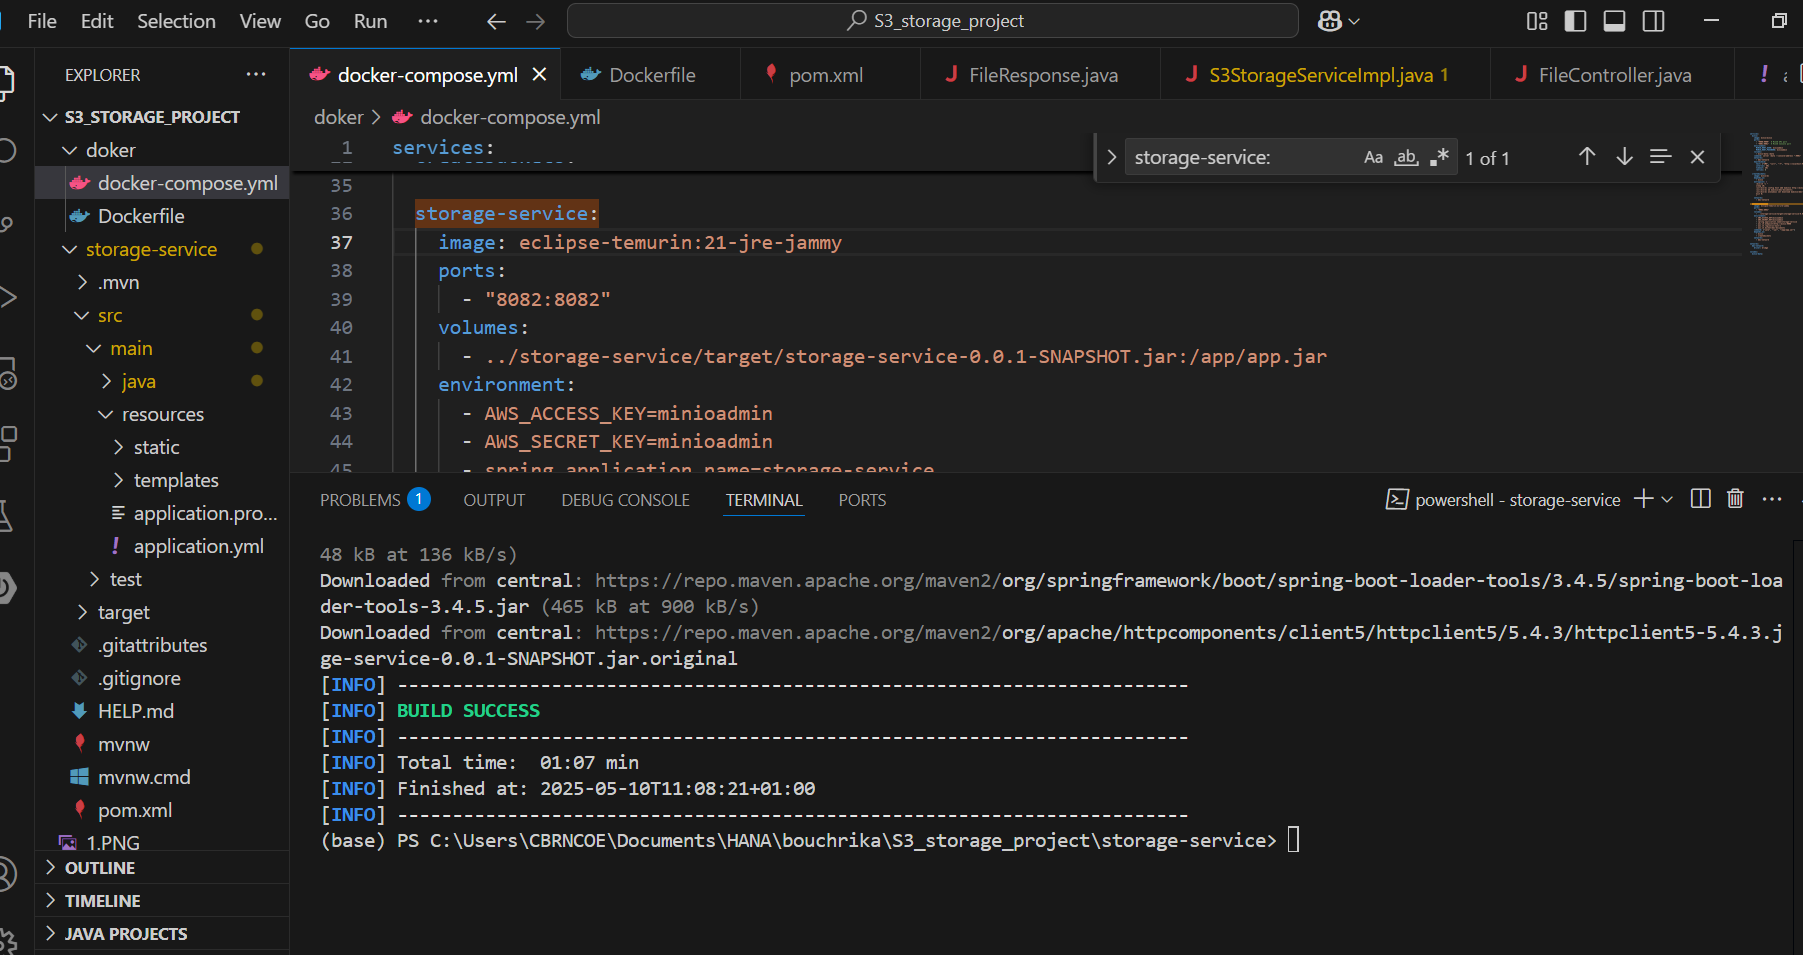 File Edit Selection View Go Run ···
S3_storage_project
EXPLORER ···
S3_STORAGE_PROJECT
doker
docker-compose.yml
Dockerfile
storage-service
.mvn
src
main
java
resources
static
templates
application.pro...
application.yml
test
target
.gitattributes
.gitignore
HELP.md
mvnw
mvnw.cmd
pom.xml
1.PNG
OUTLINE
TIMELINE
JAVA PROJECTS
docker-compose.yml Dockerfile pom.xml FileResponse.java S3StorageServiceImpl.java 1 FileController.java ! a
doker > docker-compose.yml
storage-service: Aa ab .* 1 of 1
1 services:
35
36 storage-service:
37 image: eclipse-temurin:21-jre-jammy
38 ports:
39 - "8082:8082"
40 volumes:
41 - ../storage-service/target/storage-service-0.0.1-SNAPSHOT.jar:/app/app.jar
42 environment:
43 - AWS_ACCESS_KEY=minioadmin
44 - AWS_SECRET_KEY=minioadmin
45 - spring.application.name=storage-service
PROBLEMS 1 OUTPUT DEBUG CONSOLE TERMINAL PORTS
powershell - storage-service
48 kB at 136 kB/s)
Downloaded from central: https://repo.maven.apache.org/maven2/org/springframework/boot/spring-boot-loader-tools/3.4.5/spring-boot-loa
der-tools-3.4.5.jar (465 kB at 900 kB/s)
Downloaded from central: https://repo.maven.apache.org/maven2/org/apache/httpcomponents/client5/httpclient5/5.4.3/httpclient5-5.4.3.j
ge-service-0.0.1-SNAPSHOT.jar.original
[INFO] ------------------------------------------------------------------------
[INFO] BUILD SUCCESS
[INFO] ------------------------------------------------------------------------
[INFO] Total time:  01:07 min
[INFO] Finished at: 2025-05-10T11:08:21+01:00
[INFO] ------------------------------------------------------------------------
(base) PS C:\Users\CBRNCOE\Documents\HANA\bouchrika\S3_storage_project\storage-service>